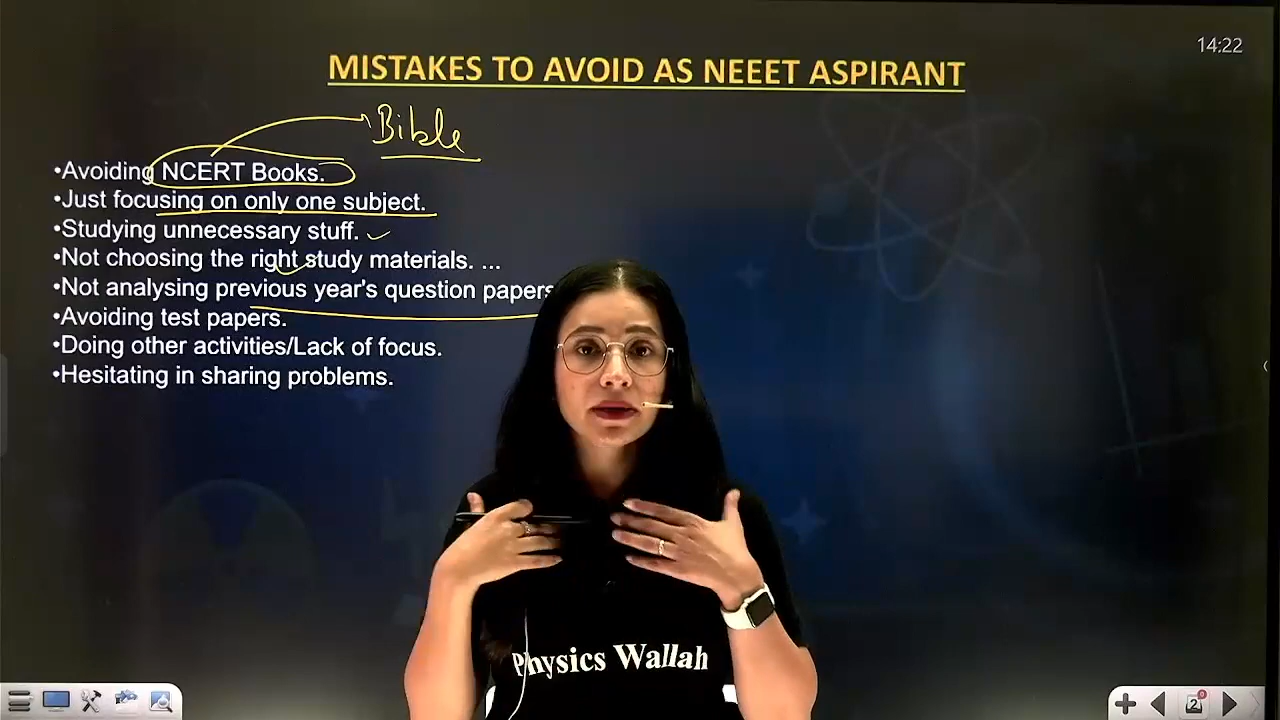 14:22
MISTAKES TO AVOID AS NEEET ASPIRANT
Bible
•Avoiding NCERT Books.
•Just focusing on only one subject.
•Studying unnecessary stuff.
•Not choosing the right study materials. ...
•Not analysing previous year's question papers
•Avoiding test papers.
•Doing other activities/Lack of focus.
•Hesitating in sharing problems.
Physics Wallah
2